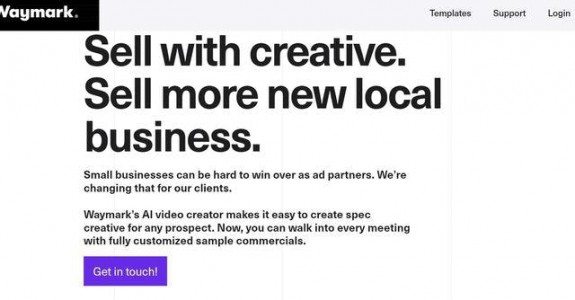 Waymark.
Templates Support Login
Sell with creative.
Sell more new local
business.
Small businesses can be hard to win over as ad partners. We're
changing that for our clients.
Waymark's AI video creator makes it easy to create spec
creative for any prospect. Now, you can walk into every meeting
with fully customized sample commercials.
Get in touch!